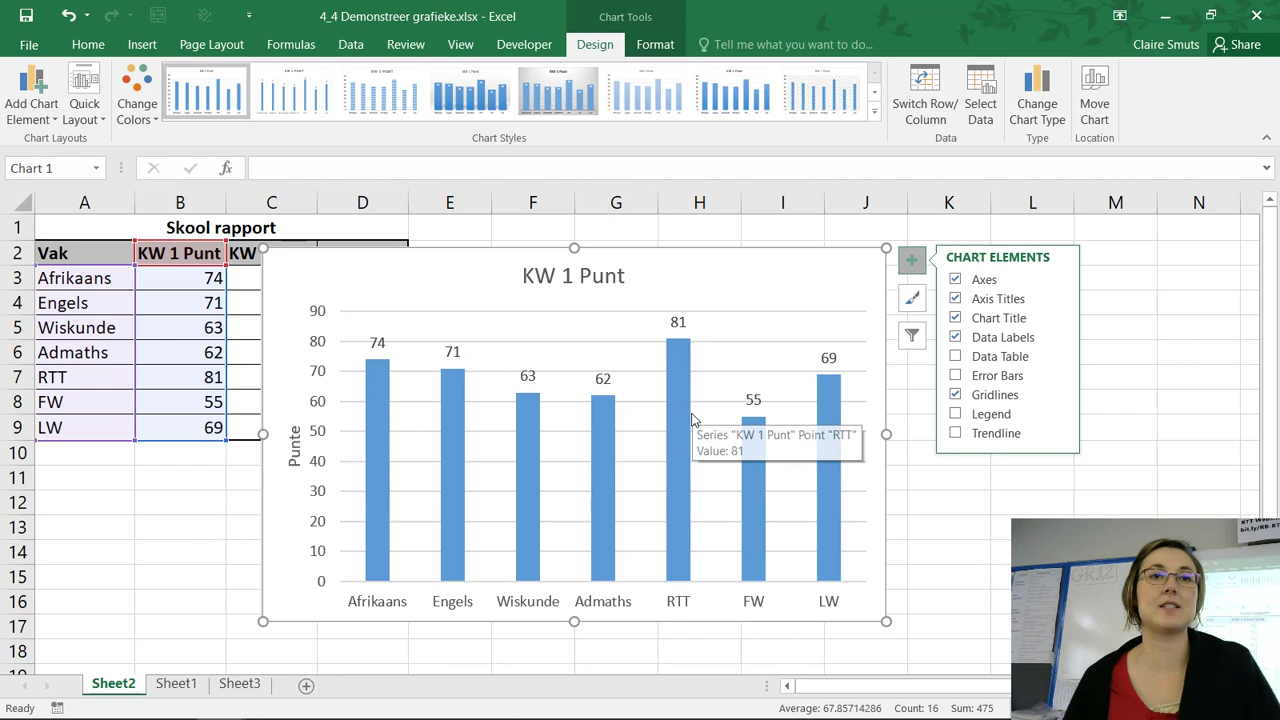 4_4 Demonstreer grafieke.xlsx - Excel
Chart Tools
File Home Insert Page Layout Formulas Data Review View Developer Design Format Tell me what you want to do... Claire Smuts Share
Add Chart Element
Quick Layout
Change Colors
Switch Row/ Column
Select Data
Change Chart Type
Move Chart
Chart Layouts Chart Styles Data Type Location
Chart 1 fx
A B C D E F G H I J K L M N
1 Skool rapport
2 Vak KW 1 Punt KW
3 Afrikaans 74
4 Engels 71
5 Wiskunde 63
6 Admaths 62
7 RTT 81
8 FW 55
9 LW 69
10
11
12
13
14
15
16
17
18
KW 1 Punt
90
80
70
60
50
40
30
20
10
0
Punte
74 71 63 62 81 55 69
Afrikaans Engels Wiskunde Admaths RTT FW LW
Series "KW 1 Punt" Point "RTT"
Value: 81
CHART ELEMENTS
Axes
Axis Titles
Chart Title
Data Labels
Data Table
Error Bars
Gridlines
Legend
Trendline
GR12
Sheet2 Sheet1 Sheet3
Ready Average: 67.85714286 Count: 16 Sum: 475